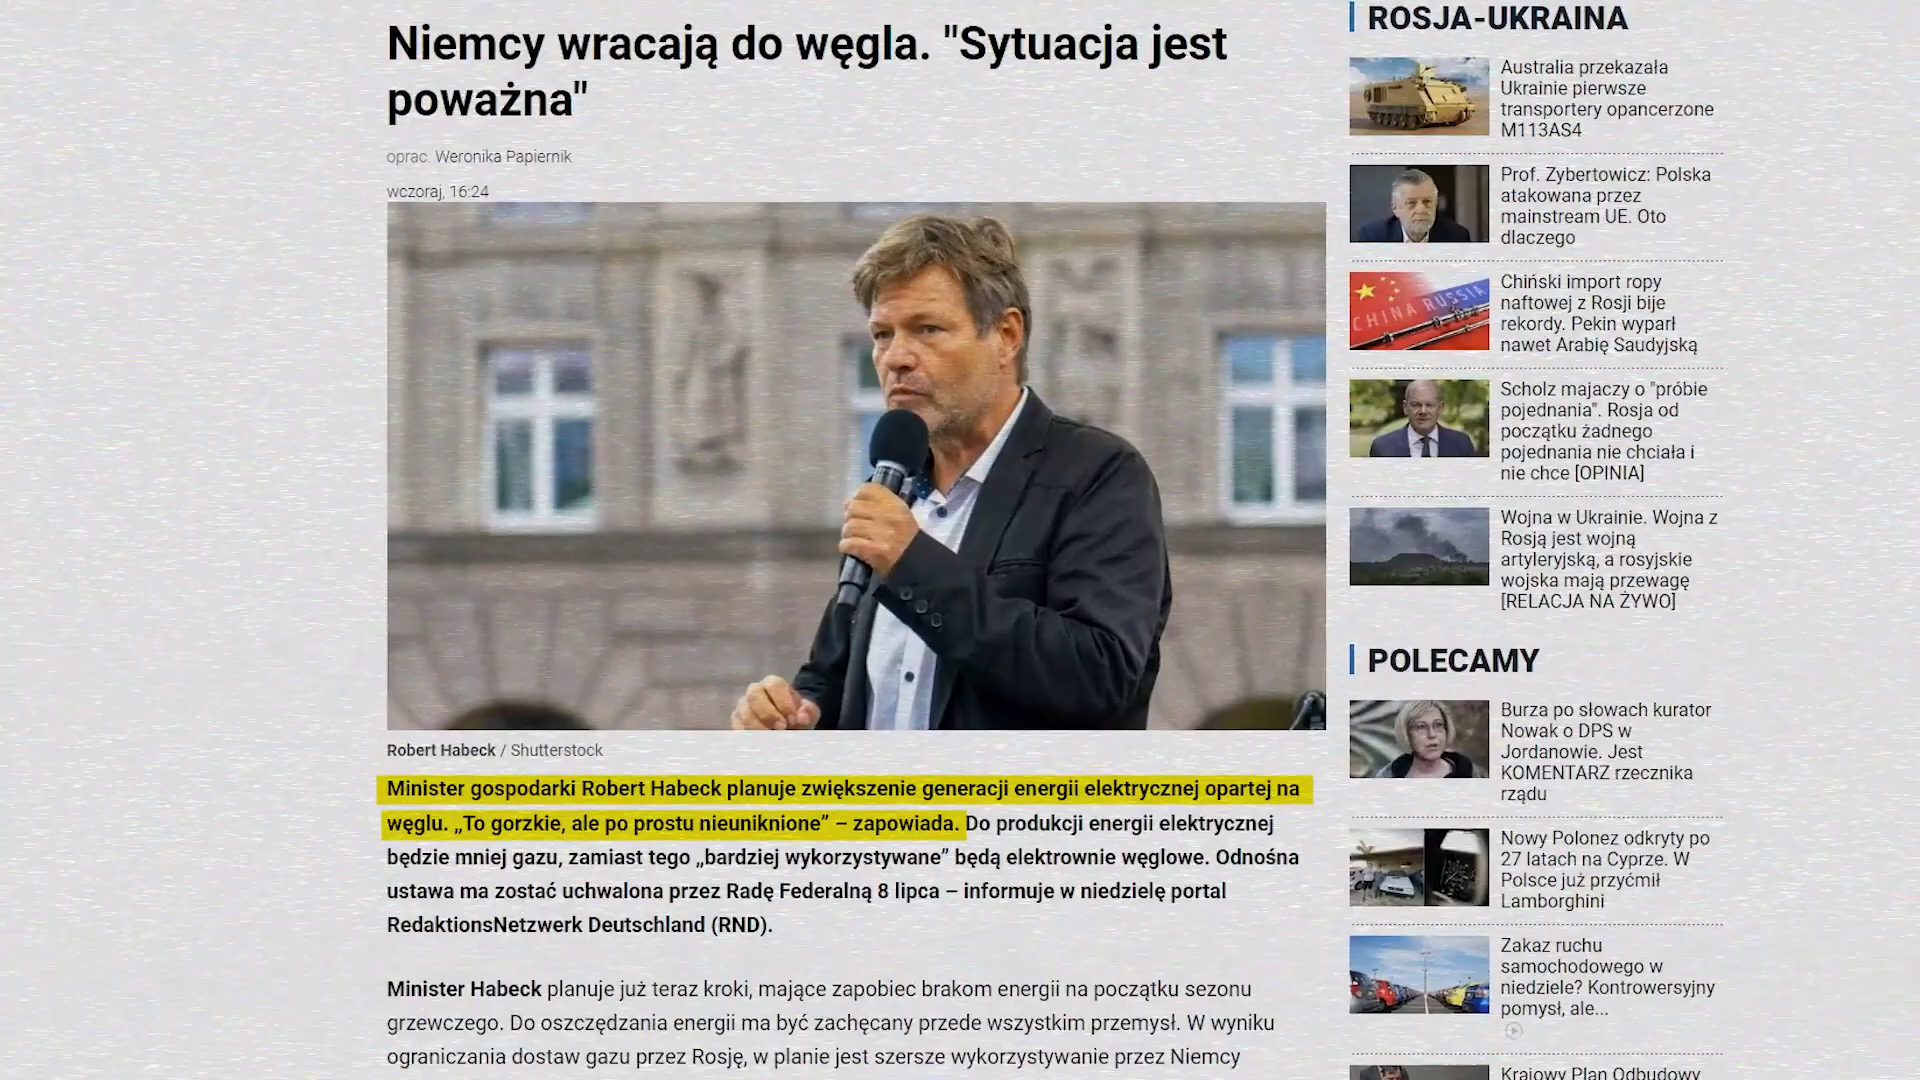 Niemcy wracają do węgla. "Sytuacja jest
poważna"
oprac. Weronika Papiernik
wczoraj, 16:24
Robert Habeck / Shutterstock
Minister gospodarki Robert Habeck planuje zwiększenie generacji energii elektrycznej opartej na
węglu. „To gorzkie, ale po prostu nieuniknione” – zapowiada. Do produkcji energii elektrycznej
będzie mniej gazu, zamiast tego „bardziej wykorzystywane” będą elektrownie węglowe. Odnośna
ustawa ma zostać uchwalona przez Radę Federalną 8 lipca – informuje w niedzielę portal
RedaktionsNetzwerk Deutschland (RND).
Minister Habeck planuje już teraz kroki, mające zapobiec brakom energii na początku sezonu
grzewczego. Do oszczędzania energii ma być zachęcany przede wszystkim przemysł. W wyniku
ograniczania dostaw gazu przez Rosję, w planie jest szersze wykorzystywanie przez Niemcy
ROSJA-UKRAINA
Australia przekazała
Ukrainie pierwsze
transportery opancerzone
M113AS4
Prof. Zybertowicz: Polska
atakowana przez
mainstream UE. Oto
dlaczego
CHINA RUSSIA
Chiński import ropy
naftowej z Rosji bije
rekordy. Pekin wyparł
nawet Arabię Saudyjską
Scholz majaczy o "próbie
pojednania". Rosja od
początku żadnego
pojednania nie chciała i
nie chce [OPINIA]
Wojna w Ukrainie. Wojna z
Rosją jest wojną
artyleryjską, a rosyjskie
wojska mają przewagę
[RELACJA NA ŻYWO]
POLECAMY
Burza po słowach kurator
Nowak o DPS w
Jordanowie. Jest
KOMENTARZ rzecznika
rządu
Nowy Polonez odkryty po
27 latach na Cyprze. W
Polsce już przyćmił
Lamborghini
Zakaz ruchu
samochodowego w
niedziele? Kontrowersyjny
pomysł, ale...
Krajowy Plan Odbudowy